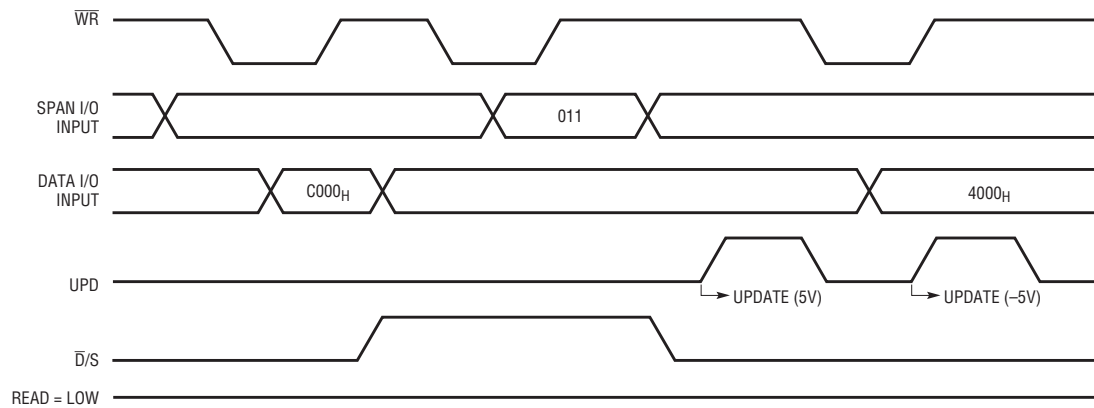 WR
SPAN I/O
INPUT
011
DATA I/O
INPUT
C000H
4000H
UPD
UPDATE (5V)
UPDATE (–5V)
D/S
READ = LOW